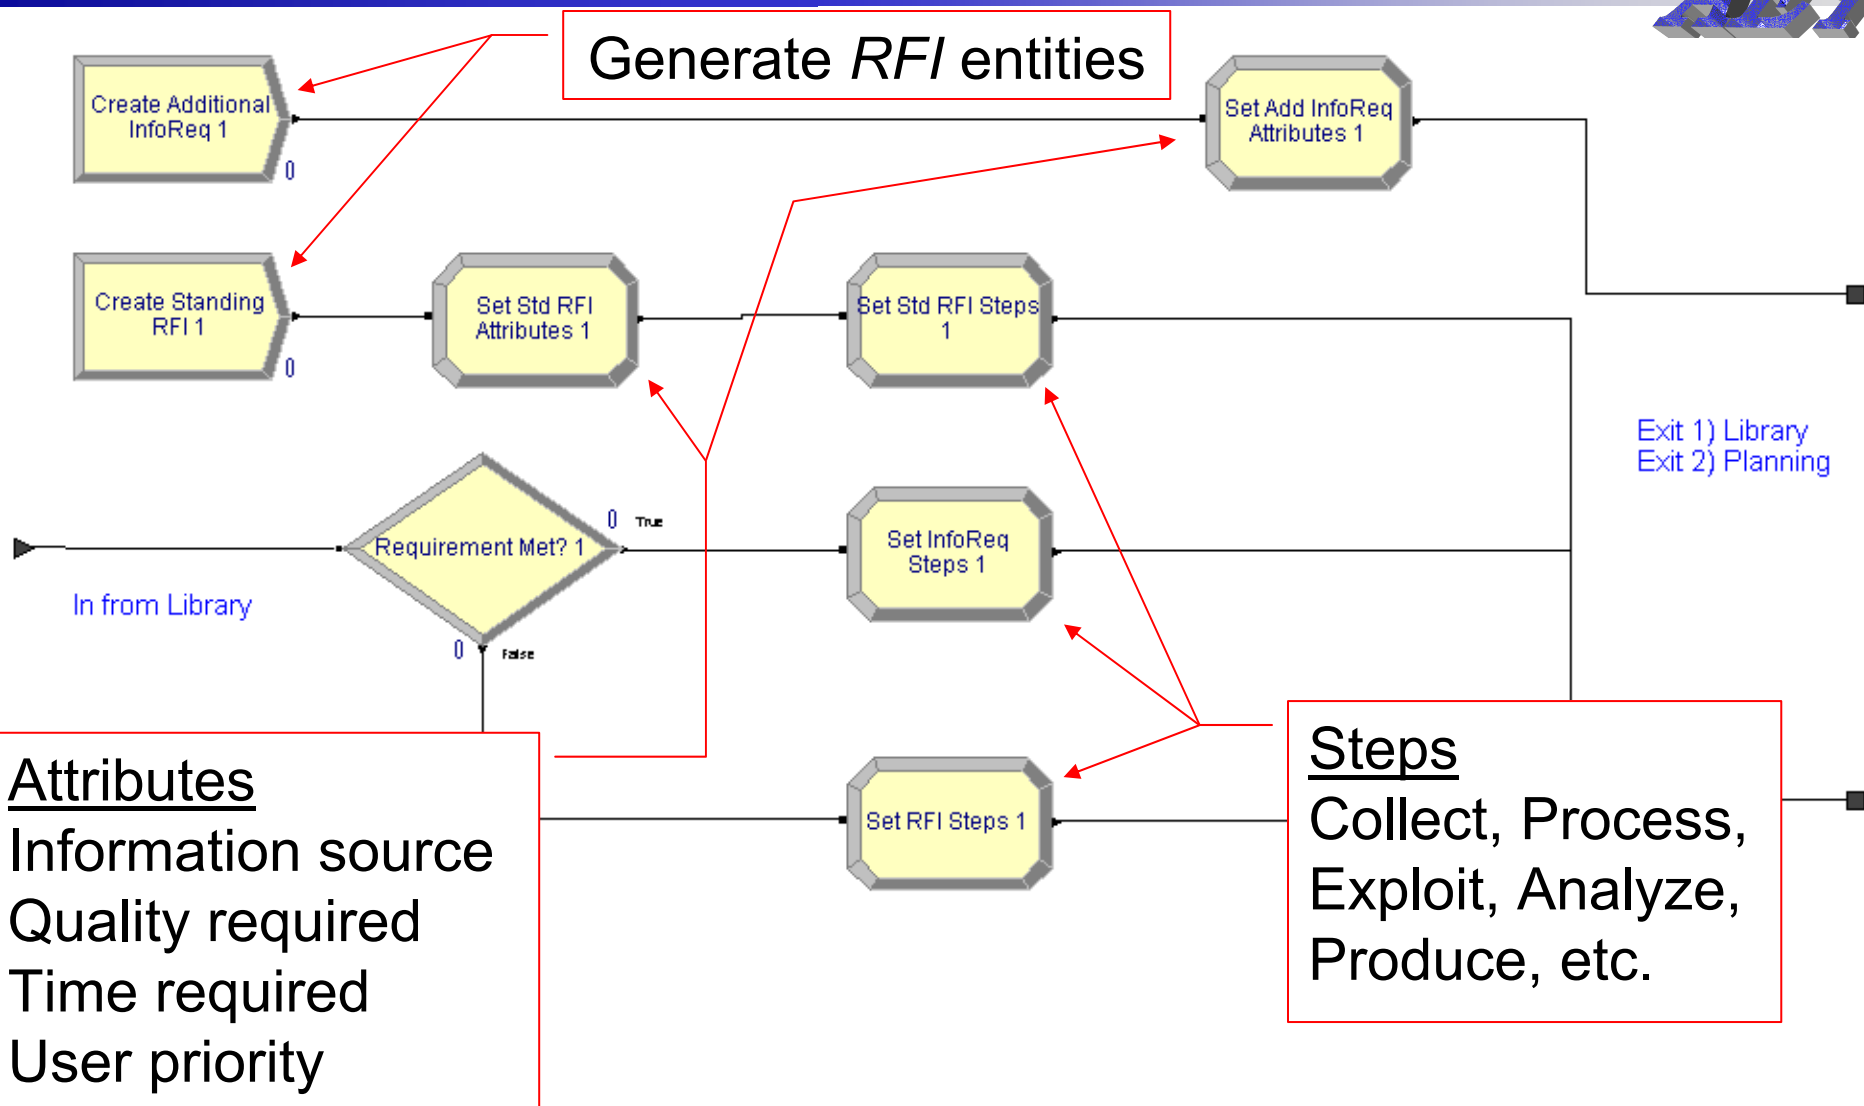 Generate RFI entities
Create Additional
InfoReq 1
0
Set Add InfoReq
Attributes 1
Create Standing
RFI 1
0
Set Std RFI
Attributes 1
Set Std RFI Steps
1
Exit 1) Library
Exit 2) Planning
Requirement Met? 1
0
True
0
False
In from Library
Set InfoReq
Steps 1
Set RFI Steps 1
Attributes
Information source
Quality required
Time required
User priority
Steps
Collect, Process,
Exploit, Analyze,
Produce, etc.